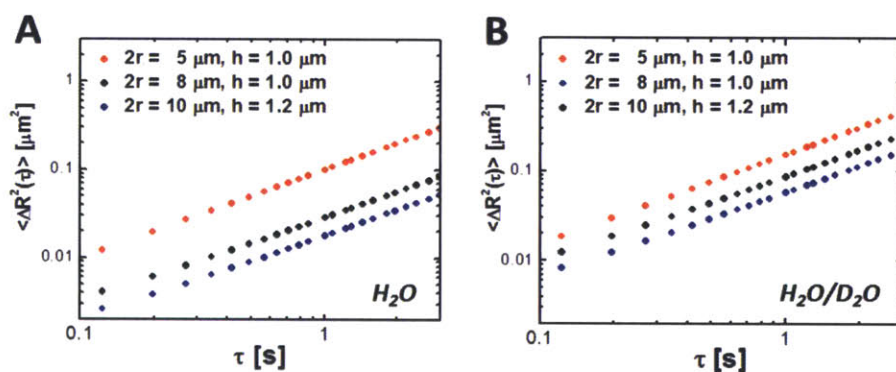 A
2r = 5 μm, h = 1.0 μm
2r = 8 μm, h = 1.0 μm
2r = 10 μm, h = 1.2 μm
<ΔR²(τ)> [μm²]
1
0.1
0.01
0.1
1
τ [s]
H₂O
B
2r = 5 μm, h = 1.0 μm
2r = 8 μm, h = 1.0 μm
2r = 10 μm, h = 1.2 μm
<ΔR²(τ)> [μm²]
1
0.1
0.01
0.1
1
τ [s]
H₂O/D₂O